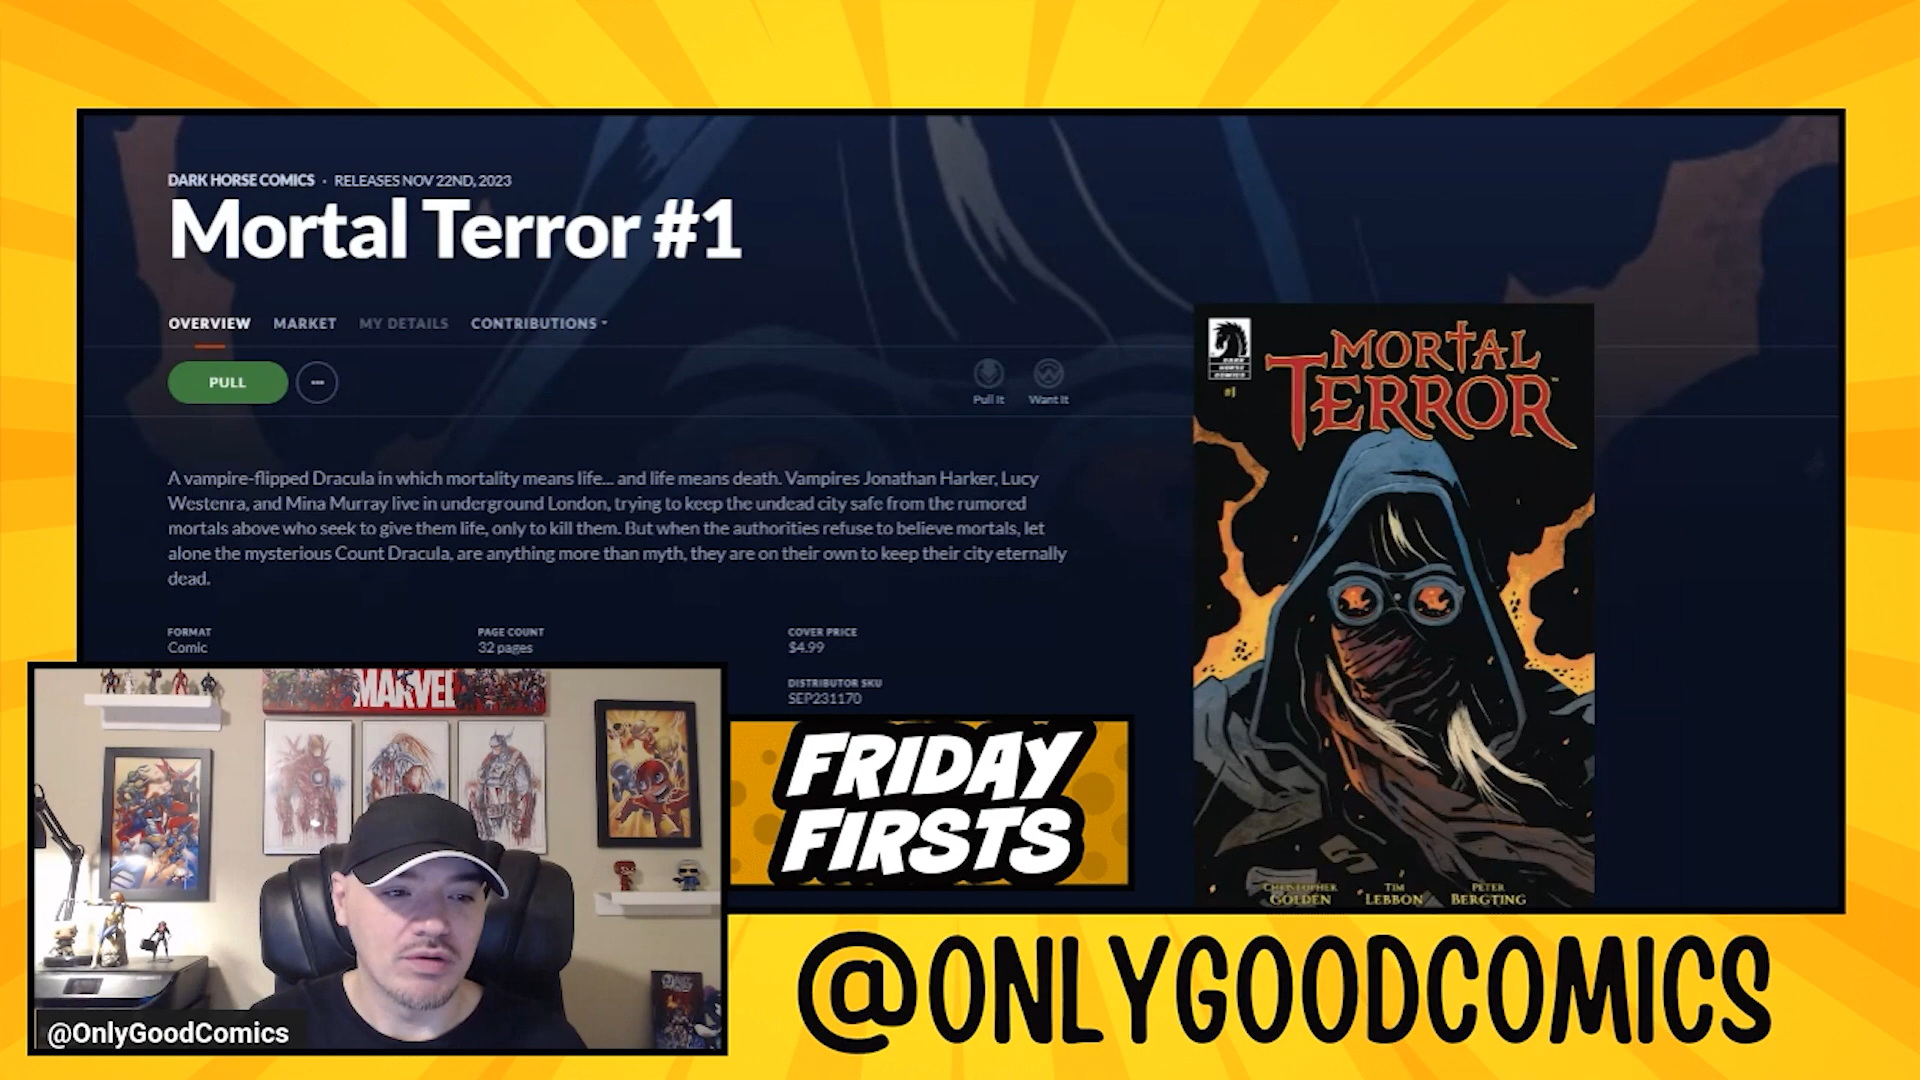 DARK HORSE COMICS · RELEASES NOV 22ND, 2023
Mortal Terror #1
OVERVIEW MARKET MY DETAILS CONTRIBUTIONS
PULL
Pull It Want It
A vampire-flipped Dracula in which mortality means life... and life means death. Vampires Jonathan Harker, Lucy
Westenra, and Mina Murray live in underground London, trying to keep the undead city safe from the rumored
mortals above who seek to give them life, only to kill them. But when the authorities refuse to believe mortals, let
alone the mysterious Count Dracula, are anything more than myth, they are on their own to keep their city eternally
dead.
FORMAT
Comic
PAGE COUNT
32 pages
COVER PRICE
$4.99
DISTRIBUTOR SKU
SEP231170
DARK
HORSE
COMICS
#1
MORTAL
TERROR
CHRISTOPHER
GOLDEN
TIM
LEBBON
PETER
BERGTING
MARVEL
FRIDAY
FIRSTS
@OnlyGoodComics
@ONLYGOODCOMICS